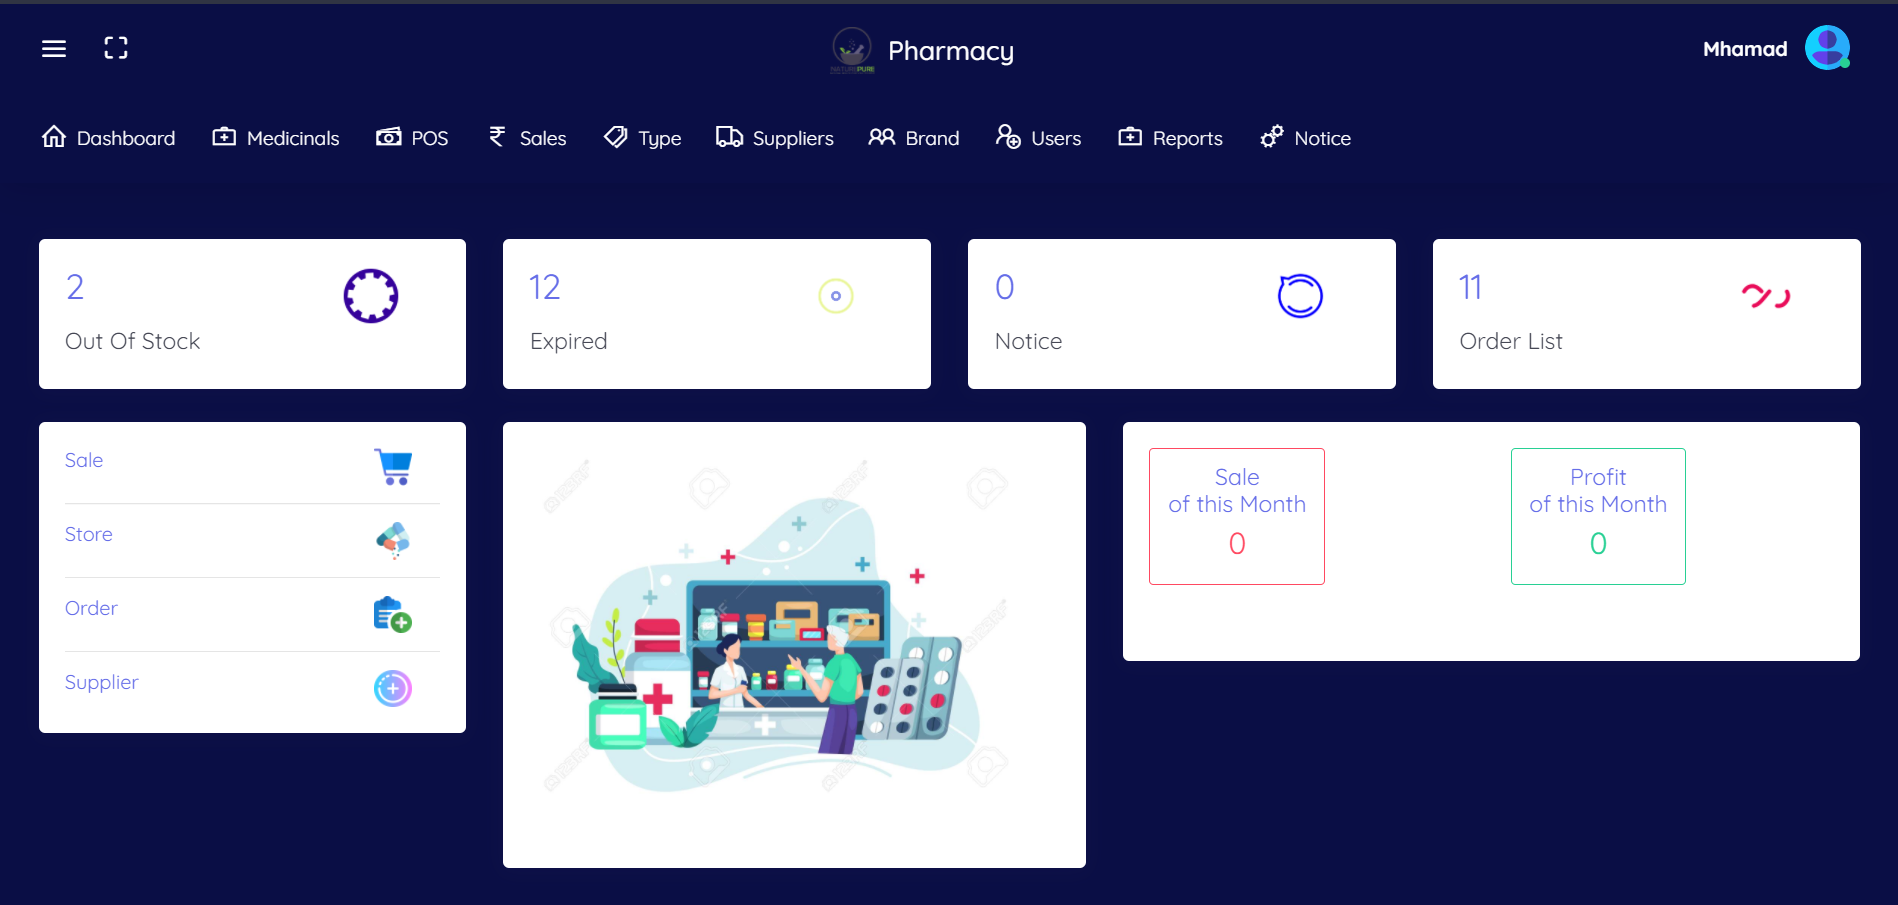 Pharmacy
Mhamad
Dashboard Medicinals POS Sales Type Suppliers Brand Users Reports Notice
2
Out Of Stock
12
Expired
0
Notice
11
Order List
Sale
Store
Order
Supplier
Sale
of this Month
0
Profit
of this Month
0